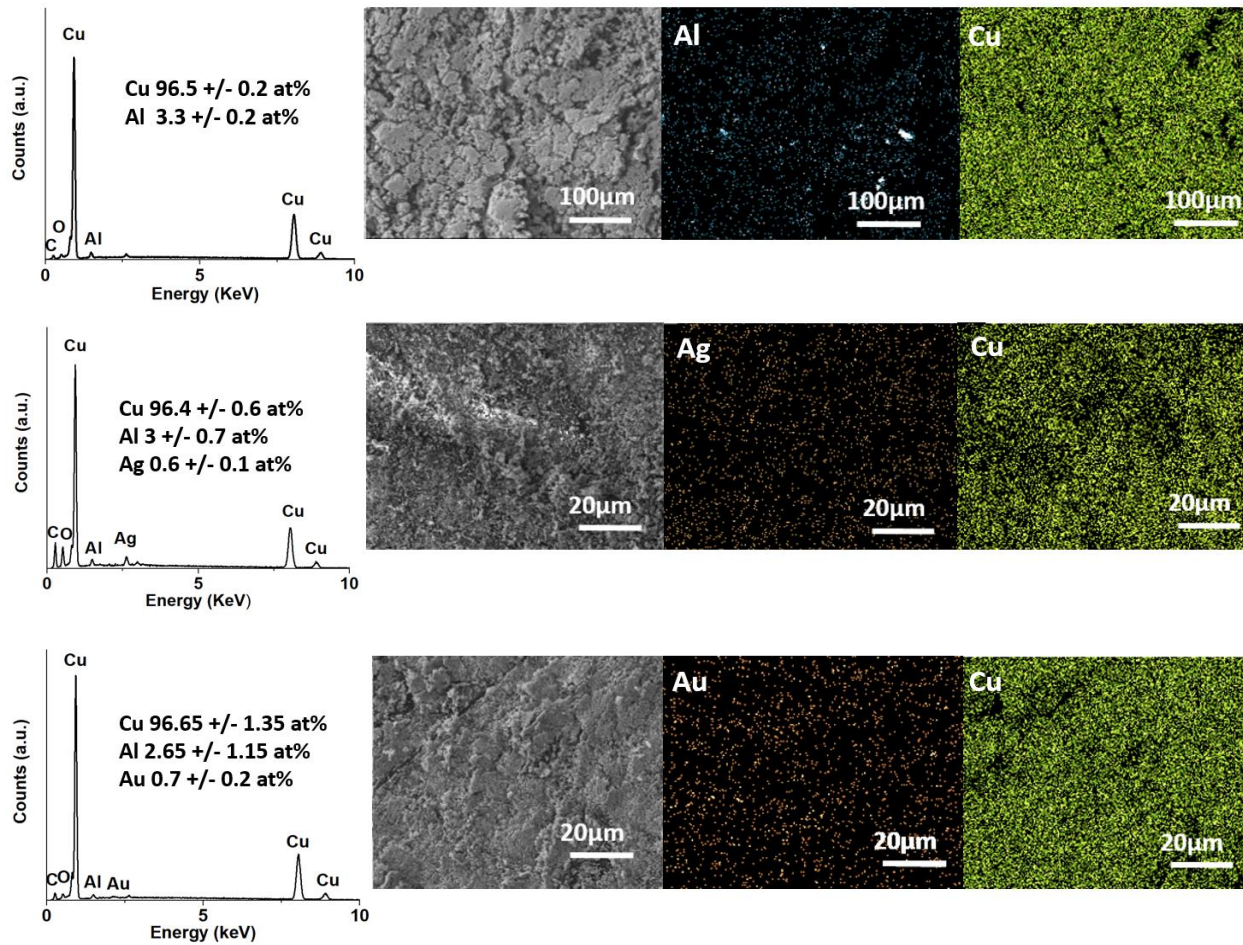 Cu
Cu 96.5 +/- 0.2 at%
Al 3.3 +/- 0.2 at%
Counts (a.u.)
O
C
Al
Cu
Cu
0
5
10
Energy (KeV)
100µm
Al
100µm
Cu
100µm
Cu
Cu 96.4 +/- 0.6 at%
Al 3 +/- 0.7 at%
Ag 0.6 +/- 0.1 at%
Counts (a.u.)
C
O
Al
Ag
Cu
Cu
0
5
10
Energy (KeV)
20µm
Ag
20µm
Cu
20µm
Cu
Cu 96.65 +/- 1.35 at%
Al 2.65 +/- 1.15 at%
Au 0.7 +/- 0.2 at%
Counts (a.u.)
C
O
Al
Au
Cu
Cu
0
5
10
Energy (keV)
20µm
Au
20µm
Cu
20µm